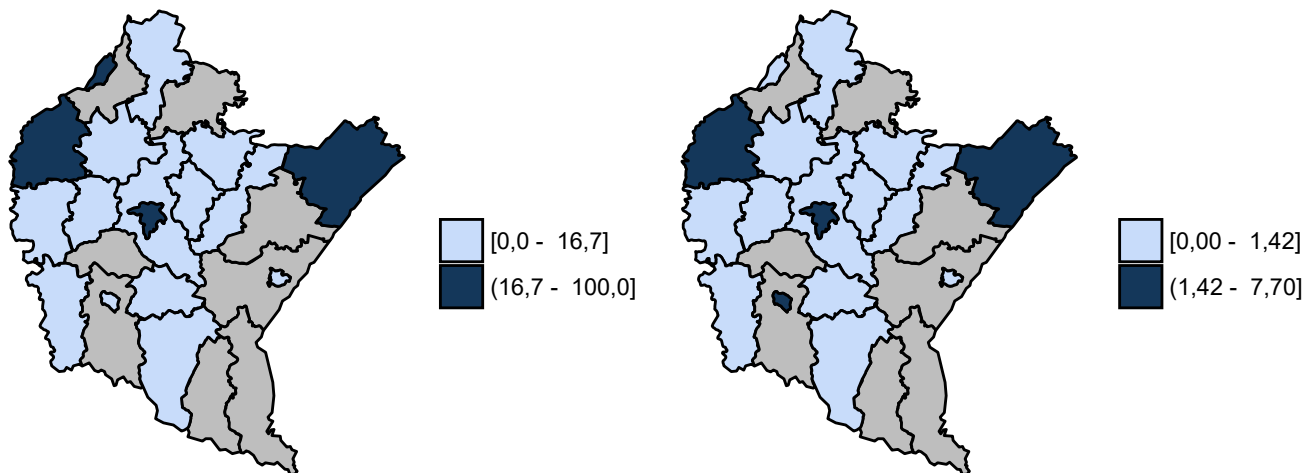 [0,0 -  16,7]
(16,7 -  100,0]
[0,00 -  1,42]
(1,42 -  7,70]